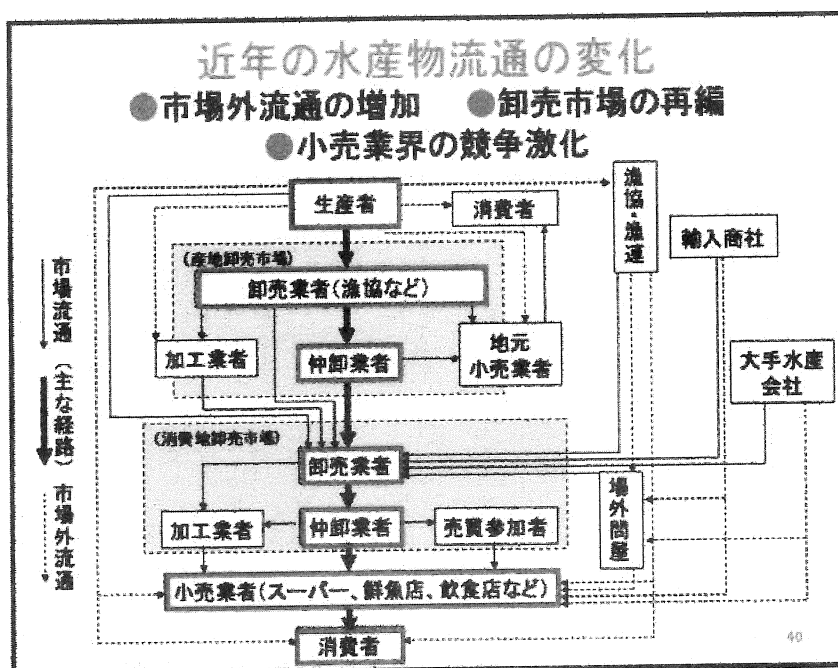 近年の水産物流通の変化
●市場外流通の増加 ●卸売市場の再編
●小売業界の競争激化
生産者
消費者
漁協・漁連
輸入商社
(産地卸売市場)
卸売業者(漁協など)
市場流通
(主な経路)
市場外流通
加工業者
仲卸業者
地元
小売業者
大手水産
会社
(消費地卸売市場)
卸売業者
場外問屋
加工業者
仲卸業者
売買参加者
小売業者(スーパー、鮮魚店、飲食店など)
消費者
40